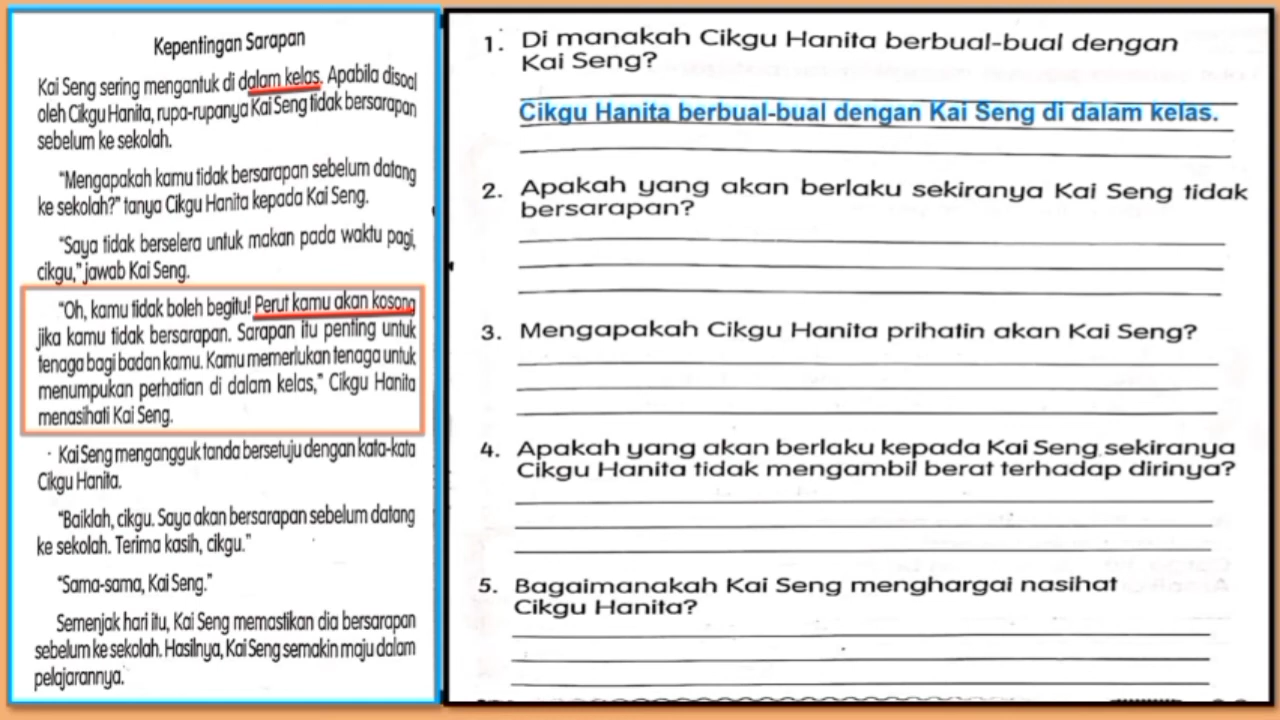 Kepentingan Sarapan
Kai Seng sering mengantuk di dalam kelas. Apabila disoal
oleh Cikgu Hanita, rupa-rupanya Kai Seng tidak bersarapan
sebelum ke sekolah.
"Mengapakah kamu tidak bersarapan sebelum datang
ke sekolah?" tanya Cikgu Hanita kepada Kai Seng.
"Saya tidak berselera untuk makan pada waktu pagi,
cikgu," jawab Kai Seng.
"Oh, kamu tidak boleh begitu! Perut kamu akan kosong
jika kamu tidak bersarapan. Sarapan itu penting untuk
tenaga bagi badan kamu. Kamu memerlukan tenaga untuk
menumpukan perhatian di dalam kelas," Cikgu Hanita
menasihati Kai Seng.
Kai Seng mengangguk tanda bersetuju dengan kata-kata
Cikgu Hanita.
"Baiklah, cikgu. Saya akan bersarapan sebelum datang
ke sekolah. Terima kasih, cikgu."
"Sama-sama, Kai Seng."
Semenjak hari itu, Kai Seng memastikan dia bersarapan
sebelum ke sekolah. Hasilnya, Kai Seng semakin maju dalam
pelajarannya.
1. Di manakah Cikgu Hanita berbual-bual dengan
Kai Seng?
Cikgu Hanita berbual-bual dengan Kai Seng di dalam kelas.
2. Apakah yang akan berlaku sekiranya Kai Seng tidak
bersarapan?
3. Mengapakah Cikgu Hanita prihatin akan Kai Seng?
4. Apakah yang akan berlaku kepada Kai Seng sekiranya
Cikgu Hanita tidak mengambil berat terhadap dirinya?
5. Bagaimanakah Kai Seng menghargai nasihat
Cikgu Hanita?